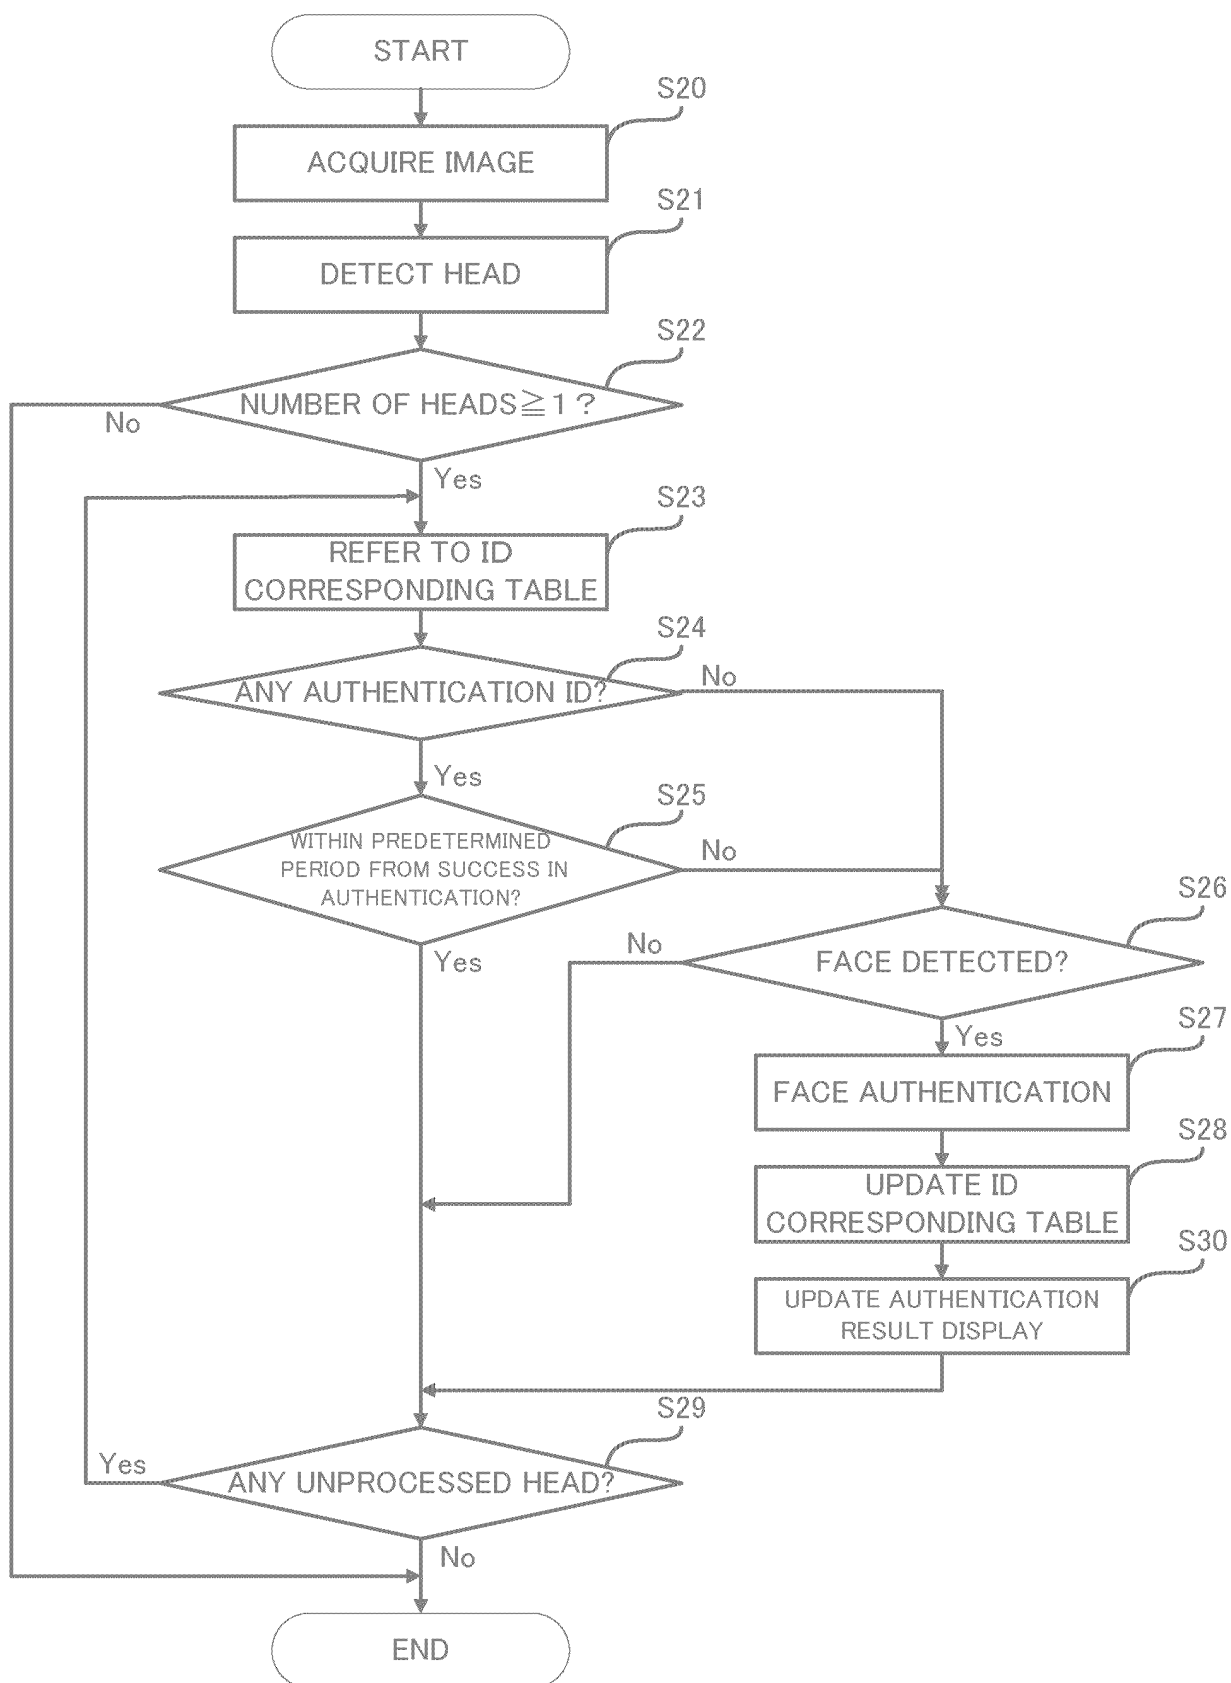 START
S20
ACQUIRE IMAGE
S21
DETECT HEAD
S22
NUMBER OF HEADS≧1?
No
Yes
S23
REFER TO ID
CORRESPONDING TABLE
S24
ANY AUTHENTICATION ID?
No
Yes
S25
WITHIN PREDETERMINED
PERIOD FROM SUCCESS IN
AUTHENTICATION?
No
Yes
S26
FACE DETECTED?
No
Yes
S27
FACE AUTHENTICATION
S28
UPDATE ID
CORRESPONDING TABLE
S30
UPDATE AUTHENTICATION
RESULT DISPLAY
S29
ANY UNPROCESSED HEAD?
Yes
No
END